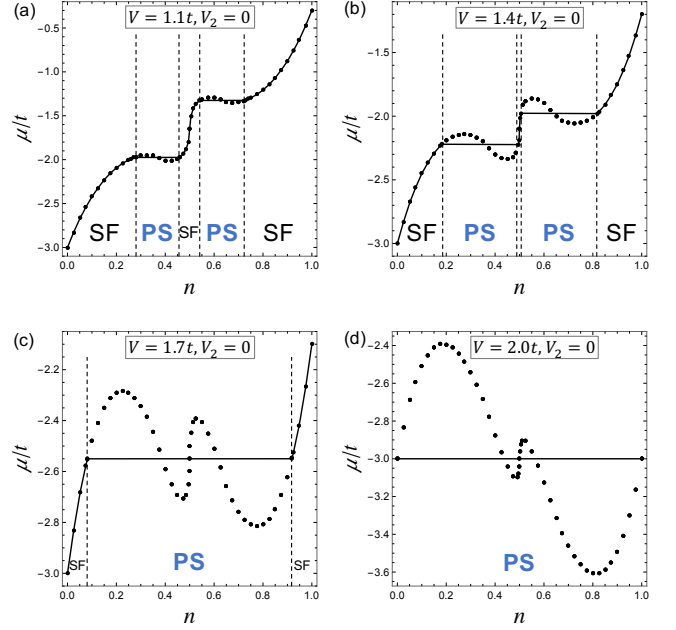 (a)
V = 1.1t, V₂ = 0
μ/t
-0.5
-1.0
-1.5
-2.0
-2.5
-3.0
SF PS SF PS SF
0.0 0.2 0.4 0.6 0.8 1.0
n
(b)
V = 1.4t, V₂ = 0
μ/t
-1.5
-2.0
-2.5
-3.0
SF PS PS SF
0.0 0.2 0.4 0.6 0.8 1.0
n
(c)
V = 1.7t, V₂ = 0
μ/t
-2.2
-2.4
-2.6
-2.8
-3.0
SF PS SF
0.0 0.2 0.4 0.6 0.8 1.0
n
(d)
V = 2.0t, V₂ = 0
μ/t
-2.4
-2.6
-2.8
-3.0
-3.2
-3.4
-3.6
PS
0.0 0.2 0.4 0.6 0.8 1.0
n